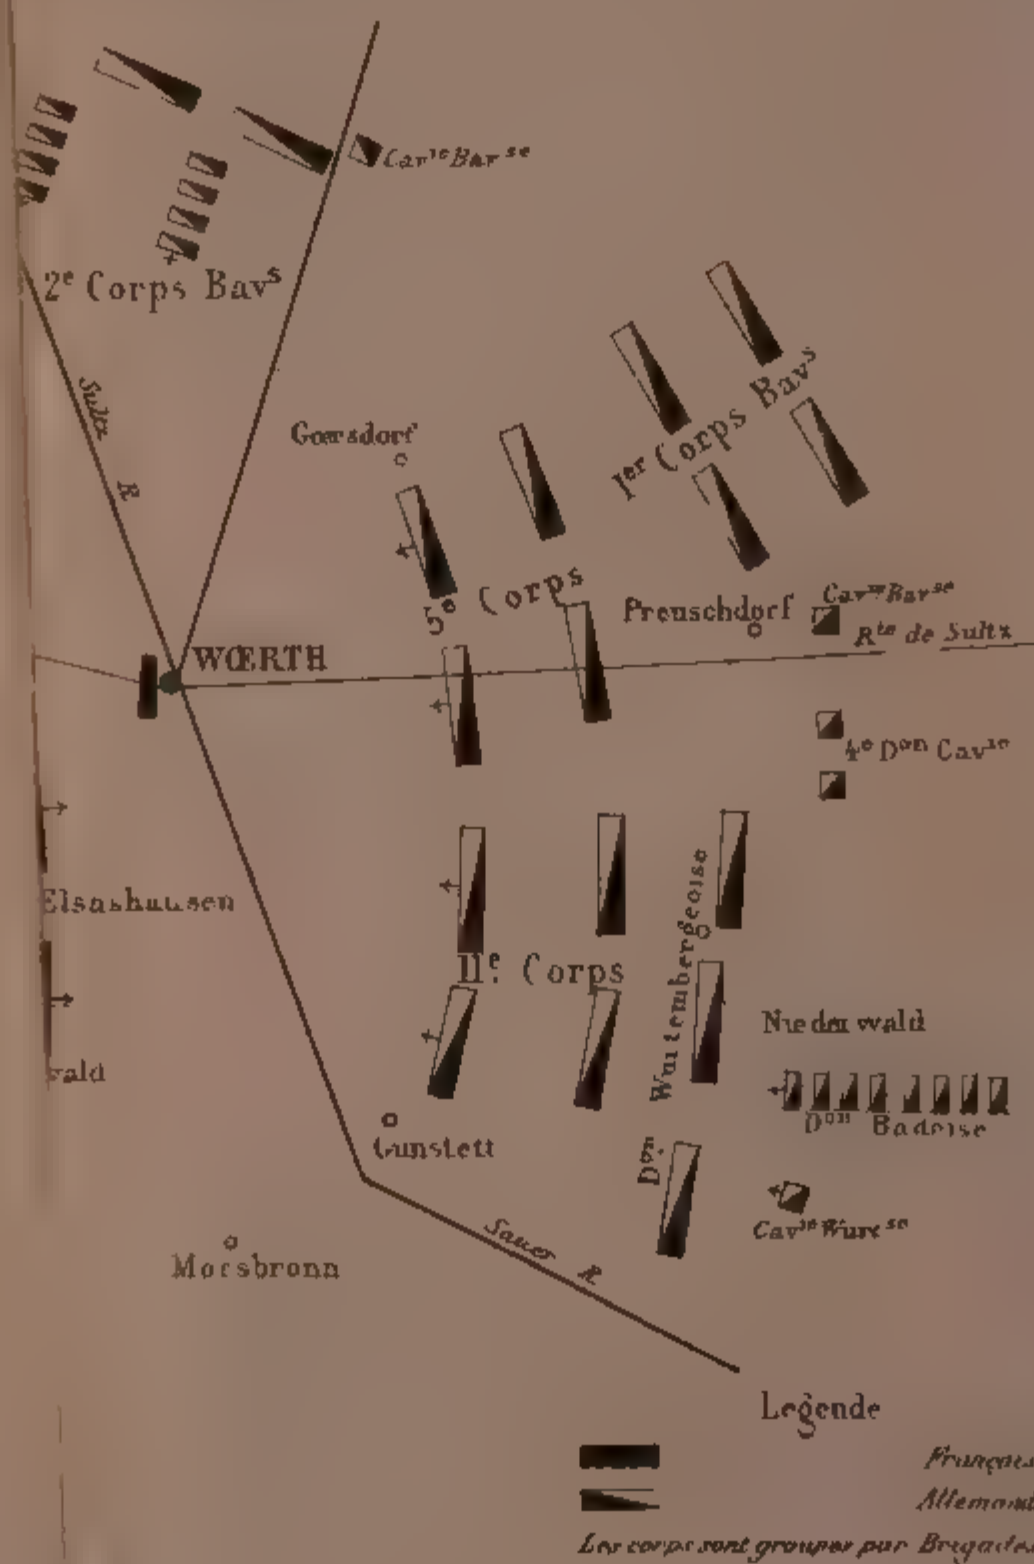 Cav^ie Bav^se
2^e Corps Bav^s
Sultz R
Gœrsdorf
1^er Corps Bav^s
5^e Corps
Preuschdorf
Cav^ie Bav^se
R^te de Sultz
WŒRTH
4^e D^on Cav^ie
Elsashausen
11^e Corps
D^on Wurtembergeoise
Niederwald
wald
D^on Badoise
Gunstett
Cav^ie Wurt^se
Morsbronn
Sauer R
Legende
Français
Allemand
Les corps sont groupés par Brigades